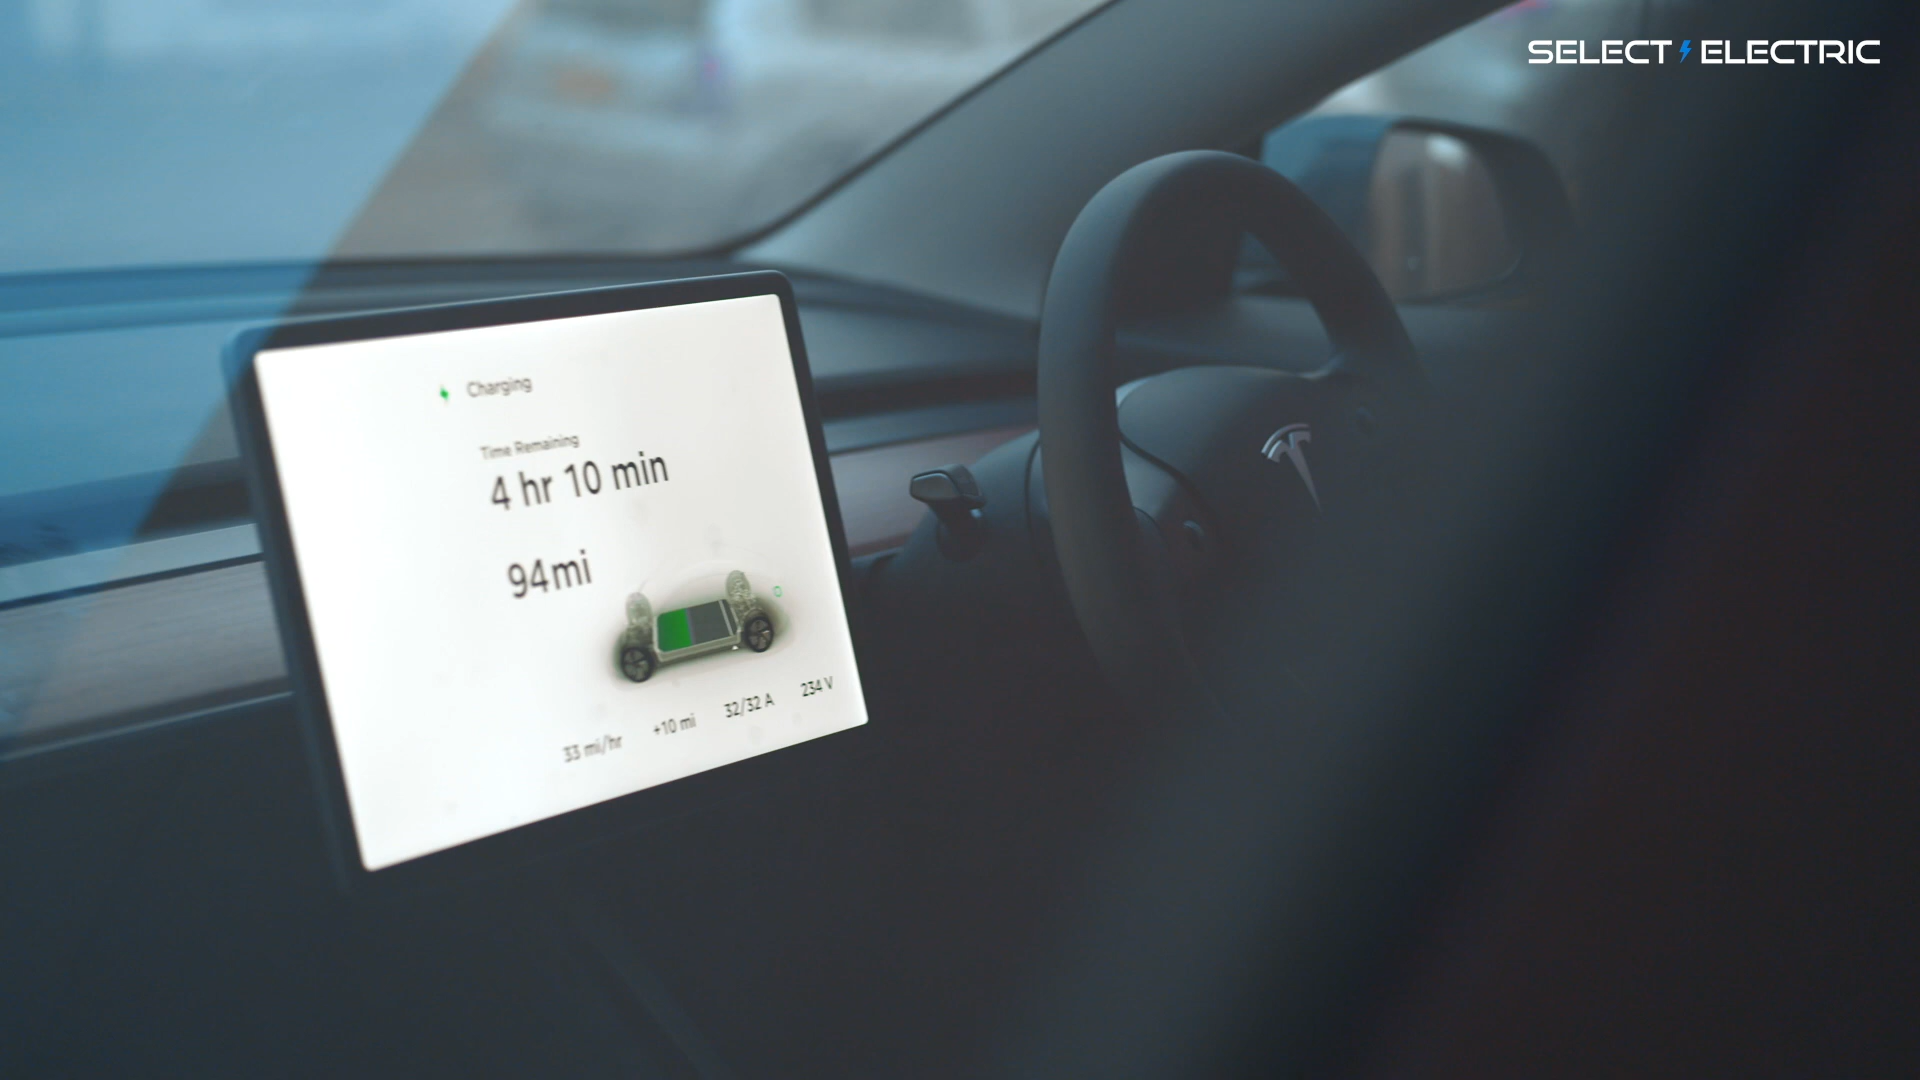 SELECT ELECTRIC
Charging
Time Remaining
4 hr 10 min
94mi
33 mi/hr +10 mi 32/32 A 234 V